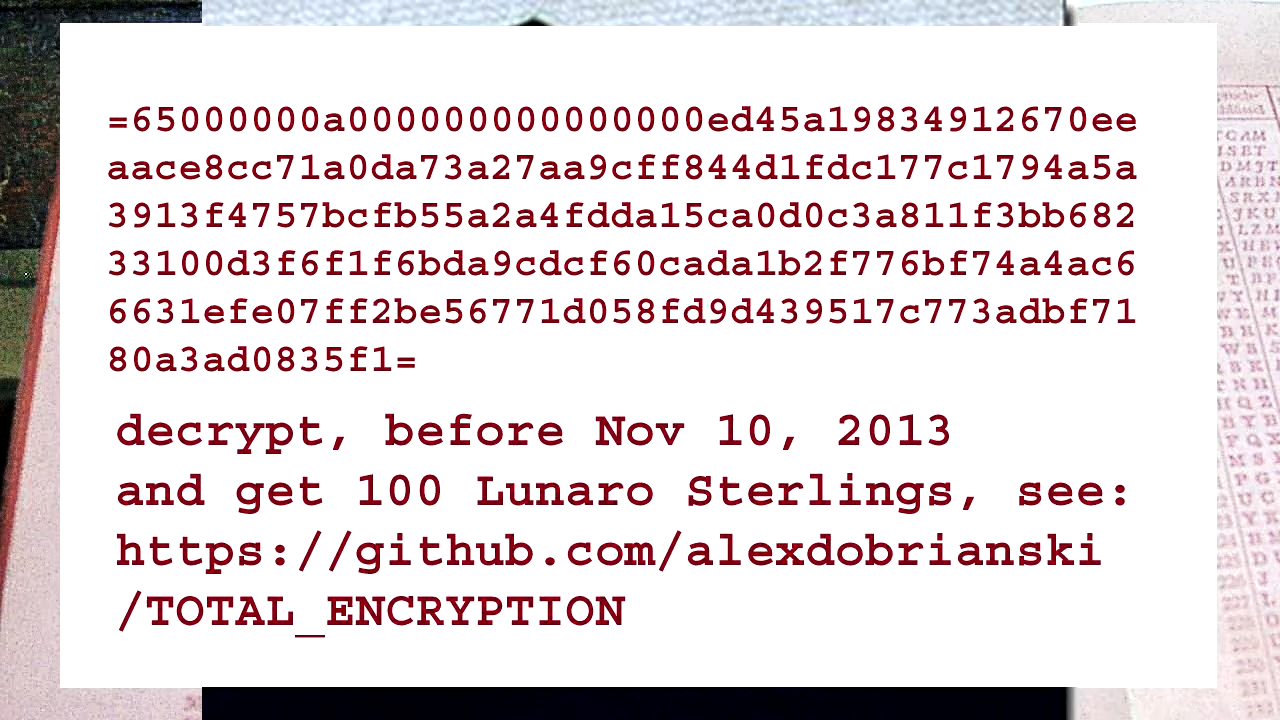 =65000000a000000000000000ed45a19834912670ee
aace8cc71a0da73a27aa9cff844d1fdc177c1794a5a
3913f4757bcfb55a2a4fdda15ca0d0c3a811f3bb682
33100d3f6f1f6bda9cdcf60cada1b2f776bf74a4ac6
6631efe07ff2be56771d058fd9d439517c773adbf71
80a3ad0835f1=
decrypt, before Nov 10, 2013
and get 100 Lunaro Sterlings, see:
https://github.com/alexdobrianski
/TOTAL_ENCRYPTION